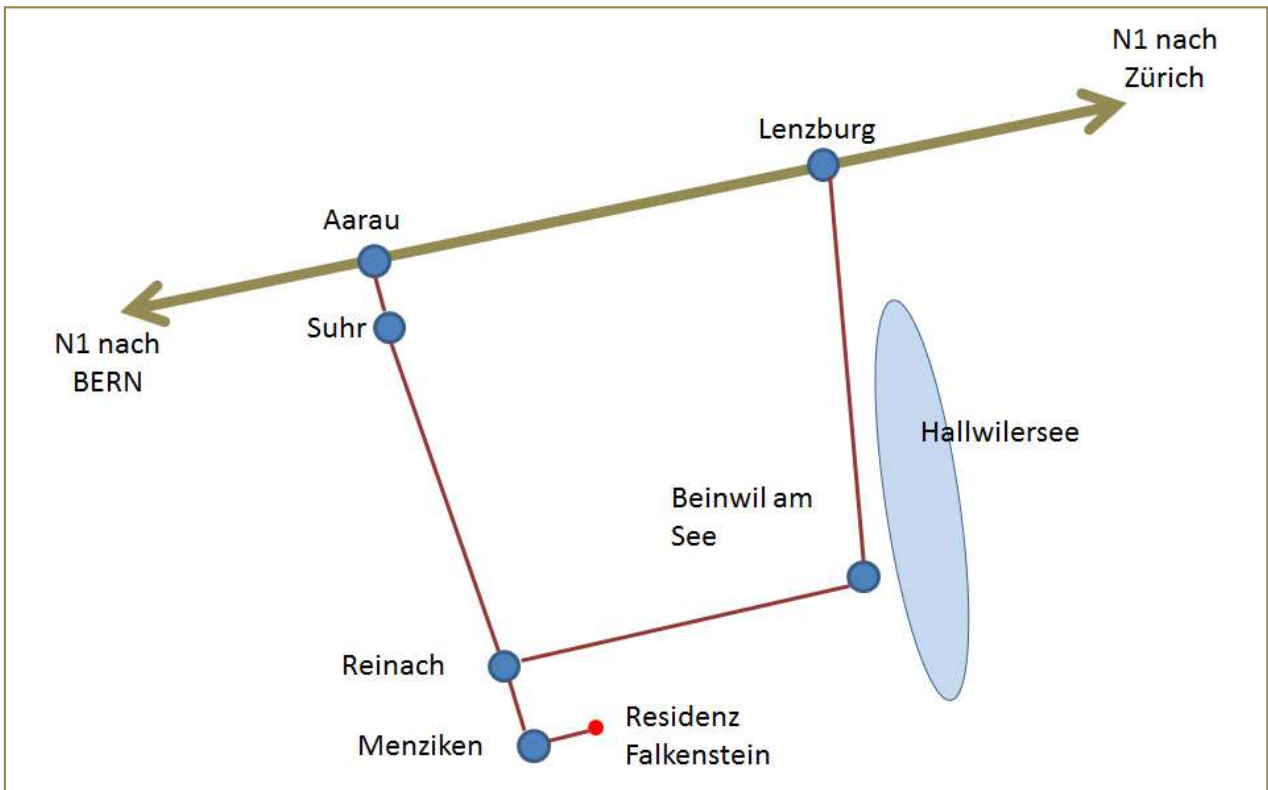 N1 nach
Zürich
Lenzburg
Aarau
Suhr
N1 nach
BERN
Hallwilersee
Beinwil am
See
Reinach
Residenz
Falkenstein
Menziken